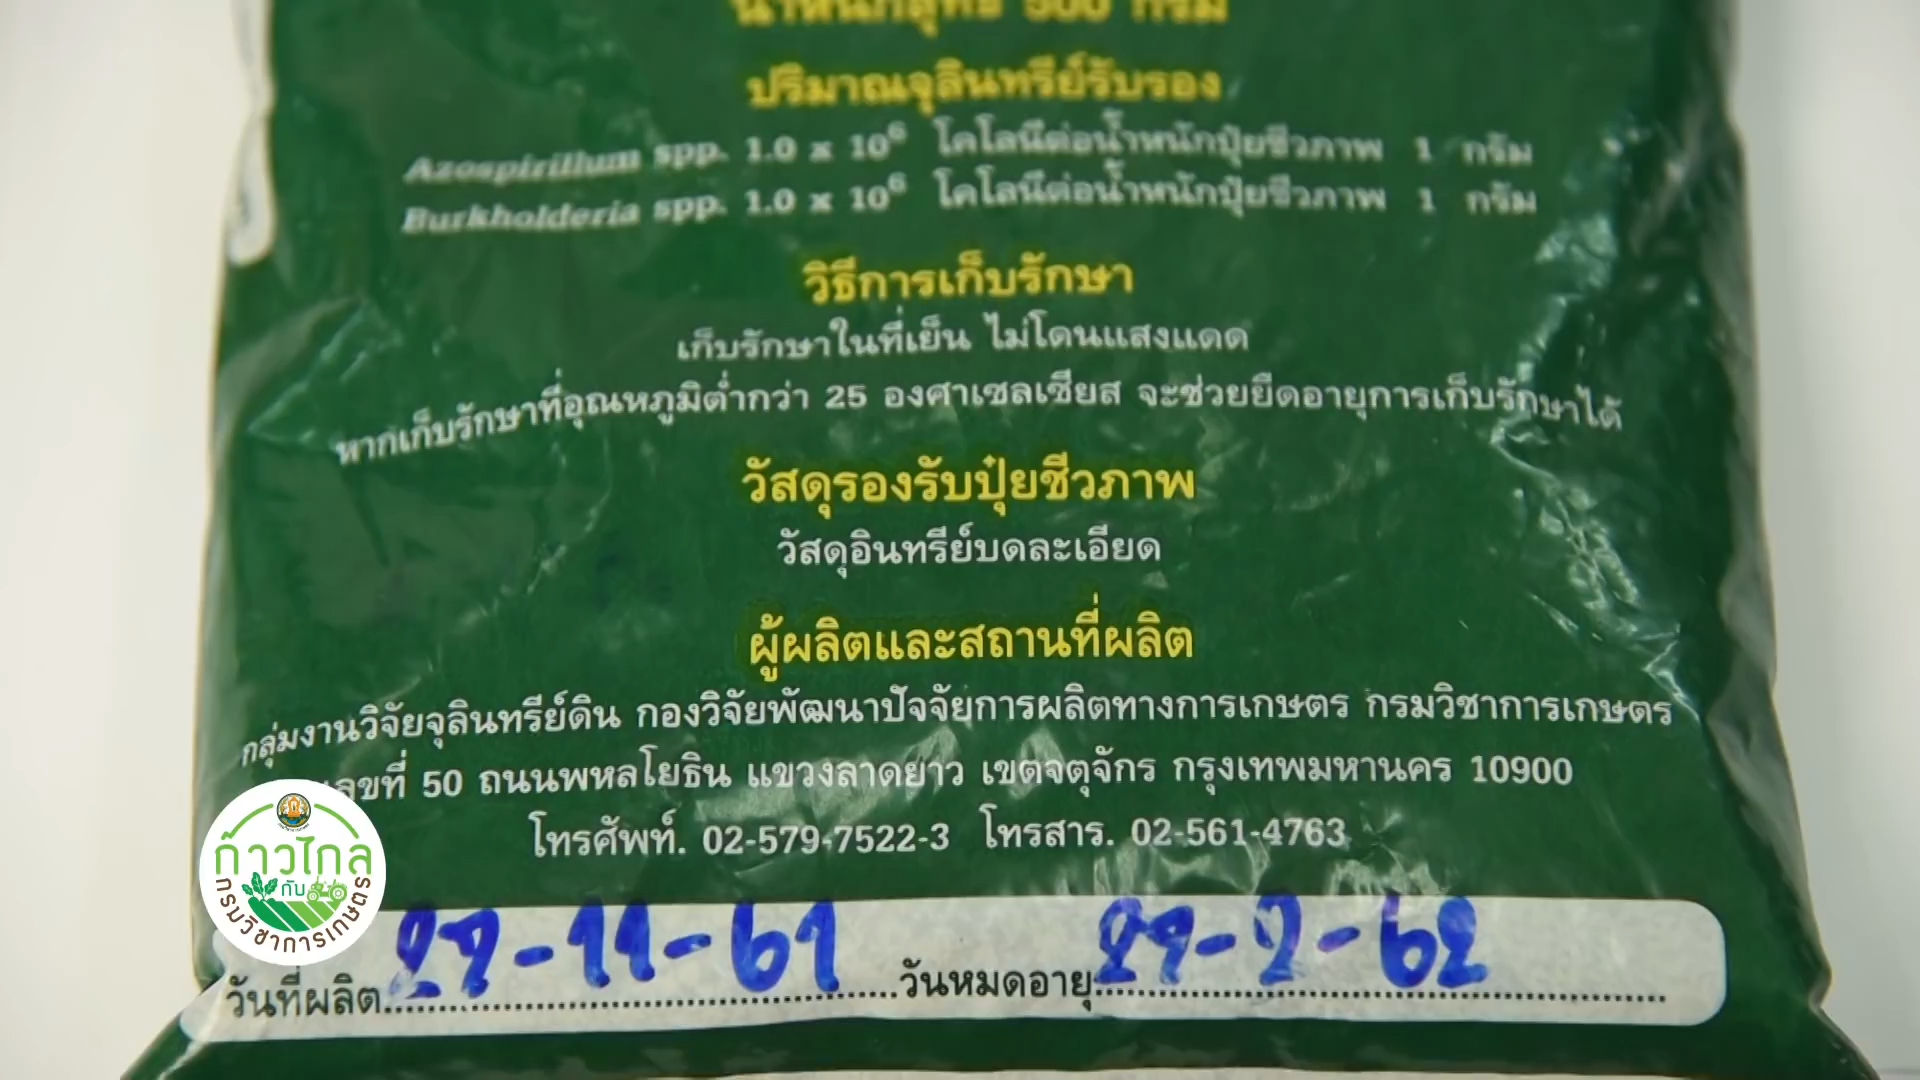 น้ำหนักสุทธิ 500 กรัม
ปริมาณจุลินทรีย์รับรอง
Azospirillum spp. 1.0 x 10⁶ โคโลนีต่อน้ำหนักปุ๋ยชีวภาพ 1 กรัม
Burkholderia spp. 1.0 x 10⁶ โคโลนีต่อน้ำหนักปุ๋ยชีวภาพ 1 กรัม
วิธีการเก็บรักษา
เก็บรักษาในที่เย็น ไม่โดนแสงแดด
หากเก็บรักษาที่อุณหภูมิต่ำกว่า 25 องศาเซลเซียส จะช่วยยืดอายุการเก็บรักษาได้
วัสดุรองรับปุ๋ยชีวภาพ
วัสดุอินทรีย์บดละเอียด
ผู้ผลิตและสถานที่ผลิต
กลุ่มงานวิจัยจุลินทรีย์ดิน กองวิจัยพัฒนาปัจจัยการผลิตทางการเกษตร กรมวิชาการเกษตร
ลขที่ 50 ถนนพหลโยธิน แขวงลาดยาว เขตจตุจักร กรุงเทพมหานคร 10900
โทรศัพท์. 02-579-7522-3 โทรสาร. 02-561-4763
วันที่ผลิต -11-61 วันหมดอายุ -62
ก้าวไกล
กับ
กรมวิชาการเกษตร